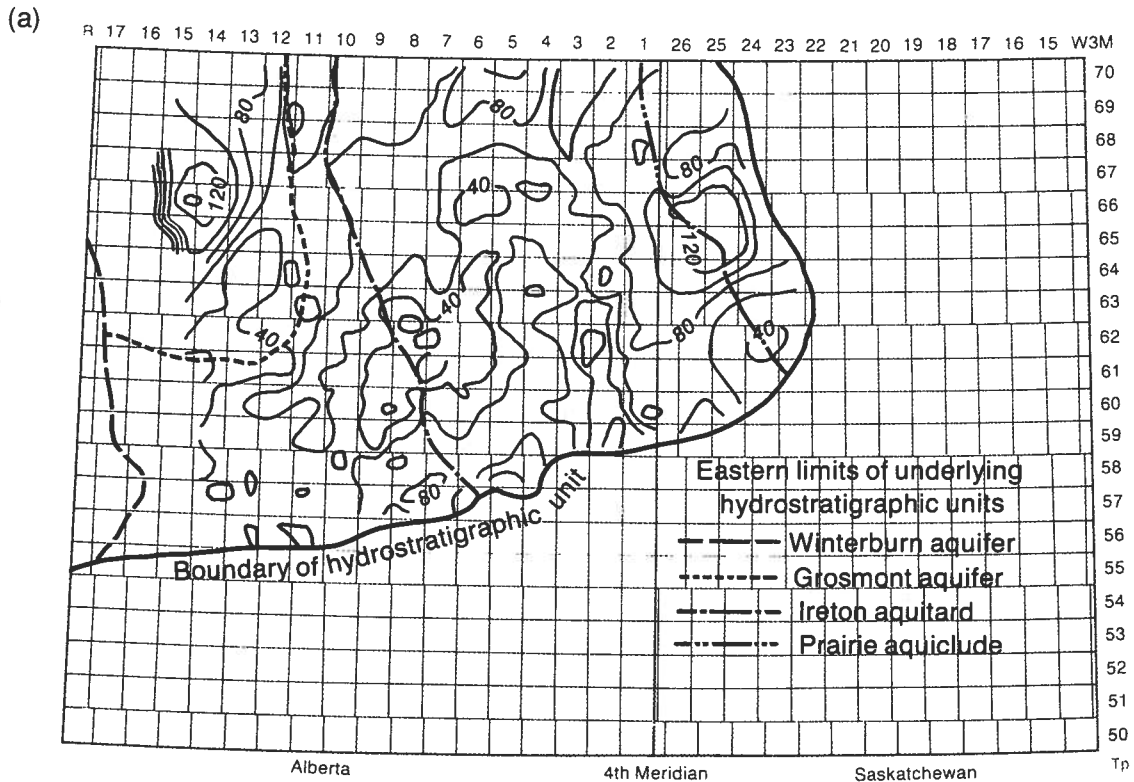 (a)
R 17 16 15 14 13 12 11 10 9 8 7 6 5 4 3 2 1 26 25 24 23 22 21 20 19 18 17 16 15 W3M
70
69
68
67
66
65
64
63
62
61
60
59
58
57
56
55
54
53
52
51
50
Tp
80
80
80
120
40
120
40
40
80
40
80
Boundary of hydrostratigraphic unit
Eastern limits of underlying
hydrostratigraphic units
Winterburn aquifer
Grosmont aquifer
Ireton aquitard
Prairie aquiclude
Alberta
4th Meridian
Saskatchewan